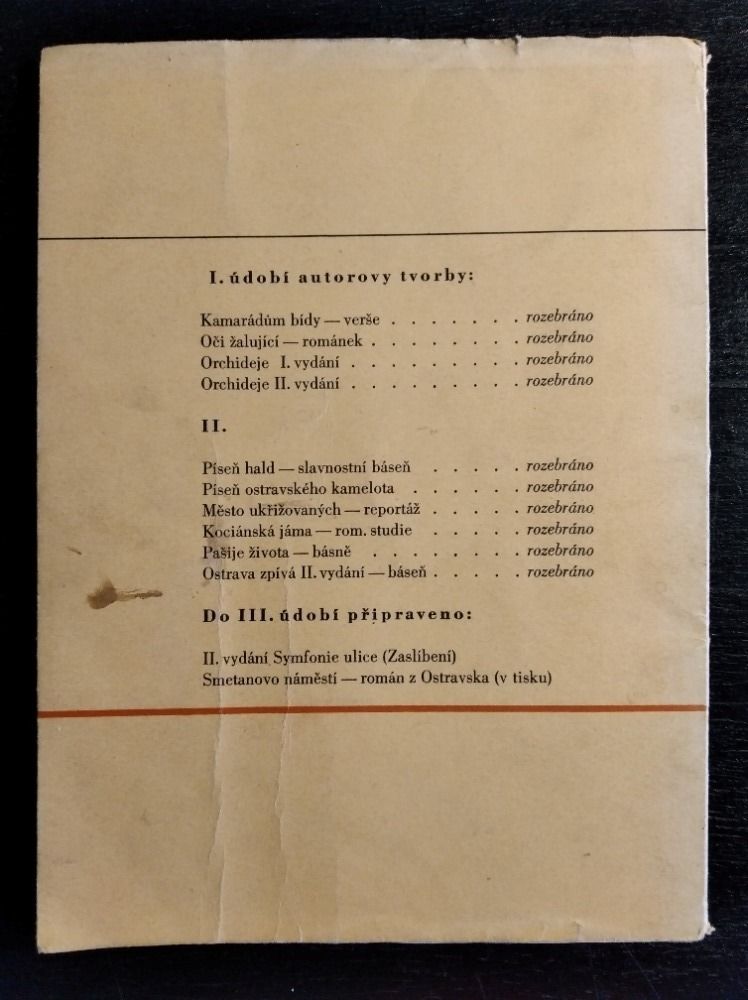 I. údobí autorovy tvorby:
Kamarádům bídy — verše . . . . . . . rozebráno
Oči žalující — románek . . . . . . . . rozebráno
Orchideje I. vydání . . . . . . . . . rozebráno
Orchideje II. vydání . . . . . . . . . rozebráno
II.
Píseň hald — slavnostní báseň . . . . . rozebráno
Píseň ostravského kamelota . . . . . . rozebráno
Město ukřižovaných — reportáž . . . . . rozebráno
Kociánská jáma — rom. studie . . . . . rozebráno
Pašije života — básně . . . . . . . . rozebráno
Ostrava zpívá II. vydání — báseň . . . . . rozebráno
Do III. údobí připraveno:
II. vydání Symfonie ulice (Zaslíbení)
Smetanovo náměstí — román z Ostravska (v tisku)